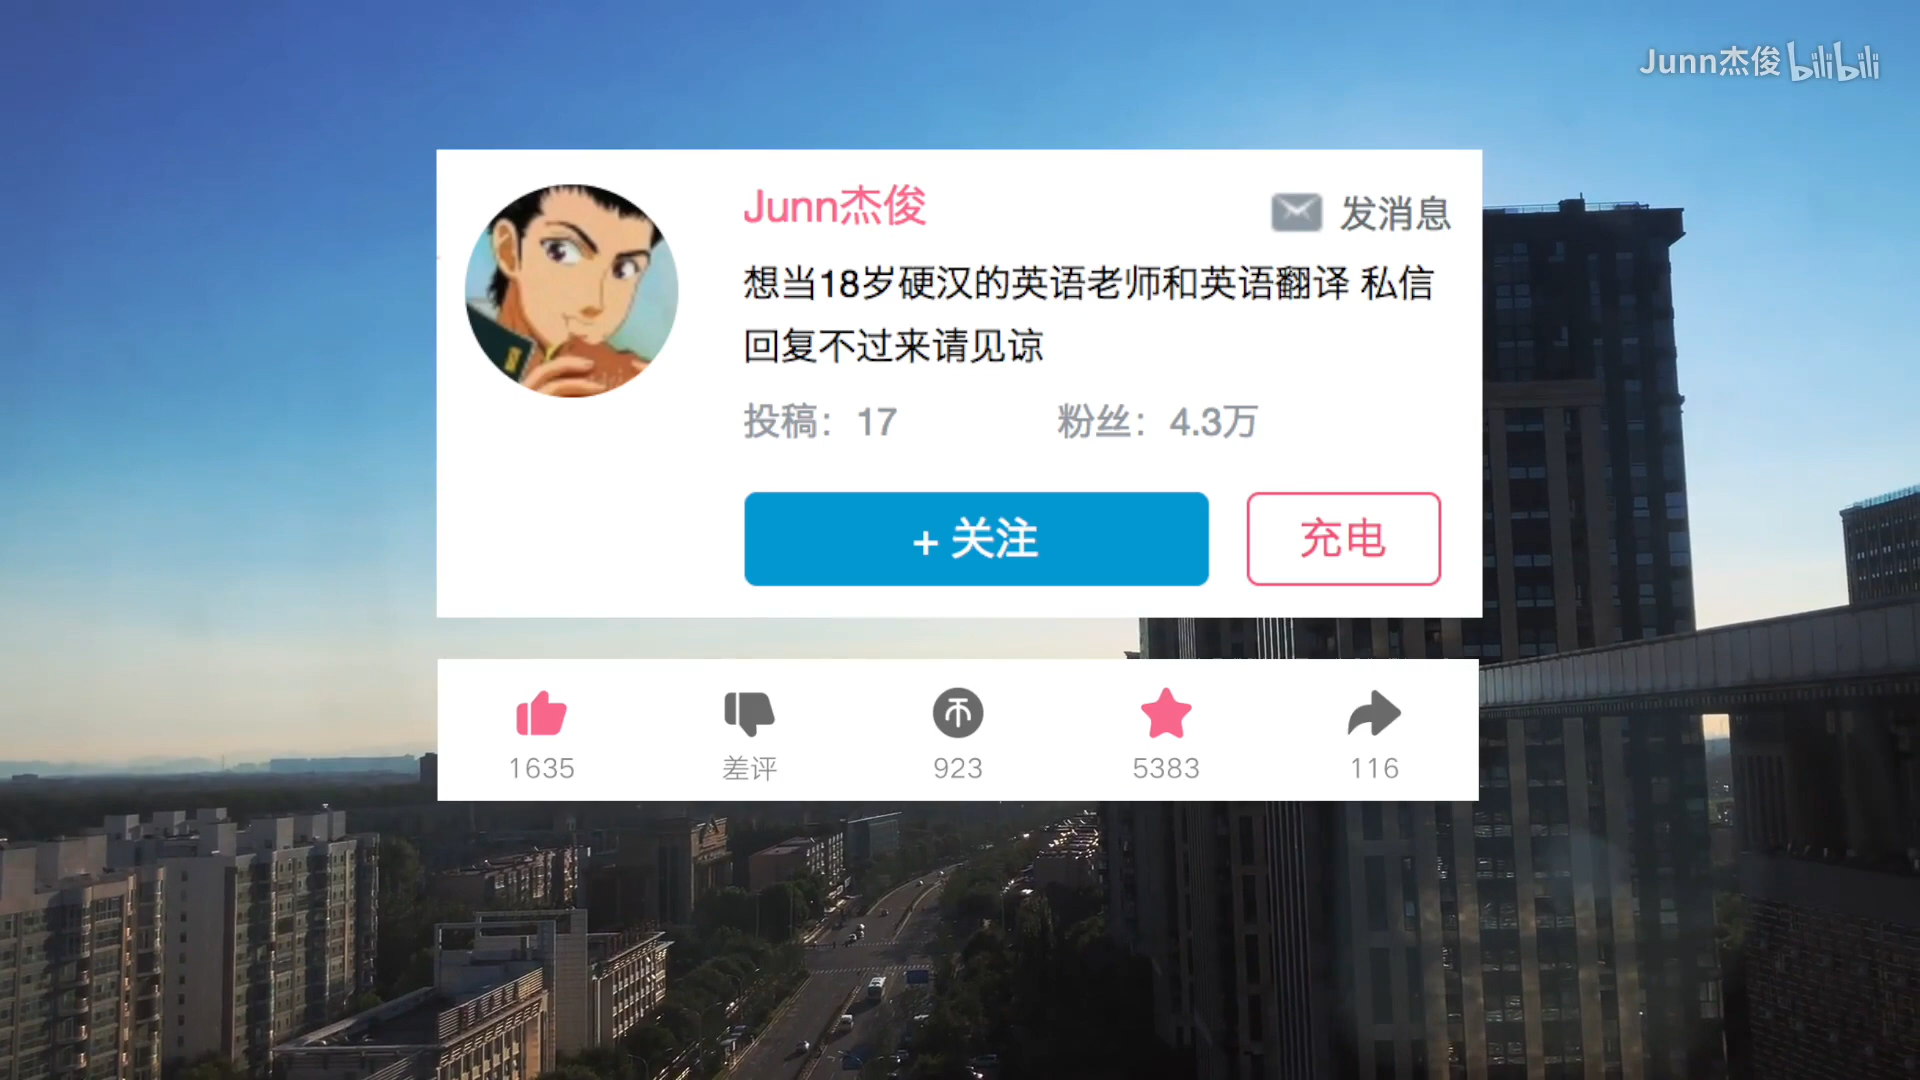 Junn杰俊 bilibili
Junn杰俊
发消息
想当18岁硬汉的英语老师和英语翻译 私信
回复不过来请见谅
投稿：17 粉丝：4.3万
+ 关注 充电
1635 差评 923 5383 116